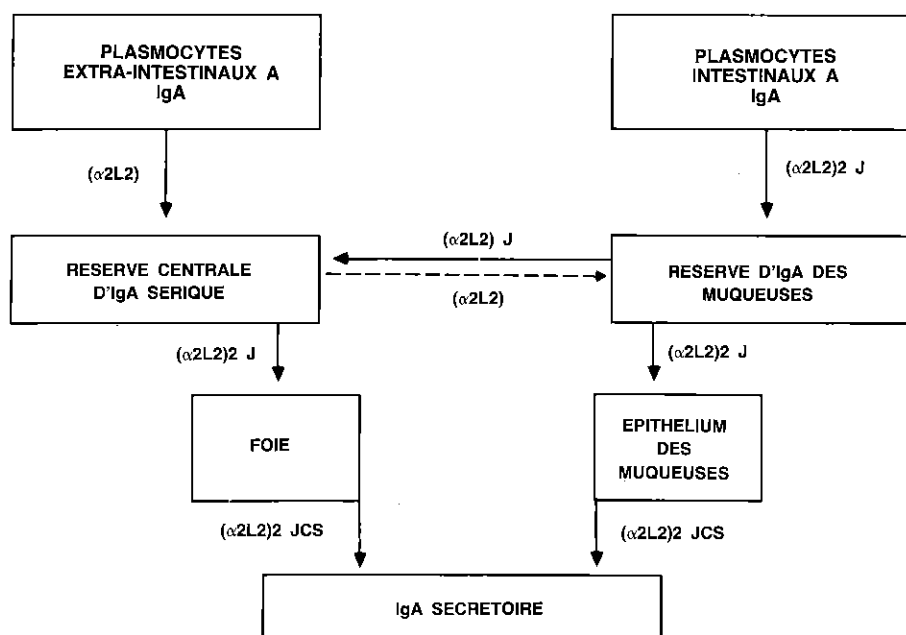 PLASMOCYTES
EXTRA-INTESTINAUX A
IgA
PLASMOCYTES
INTESTINAUX A
IgA
(α2L2)
(α2L2)2 J
RESERVE CENTRALE
D'IgA SERIQUE
(α2L2) J
(α2L2)
RESERVE D'IgA DES
MUQUEUSES
(α2L2)2 J
(α2L2)2 J
FOIE
EPITHELIUM
DES
MUQUEUSES
(α2L2)2 JCS
(α2L2)2 JCS
IgA SECRETOIRE